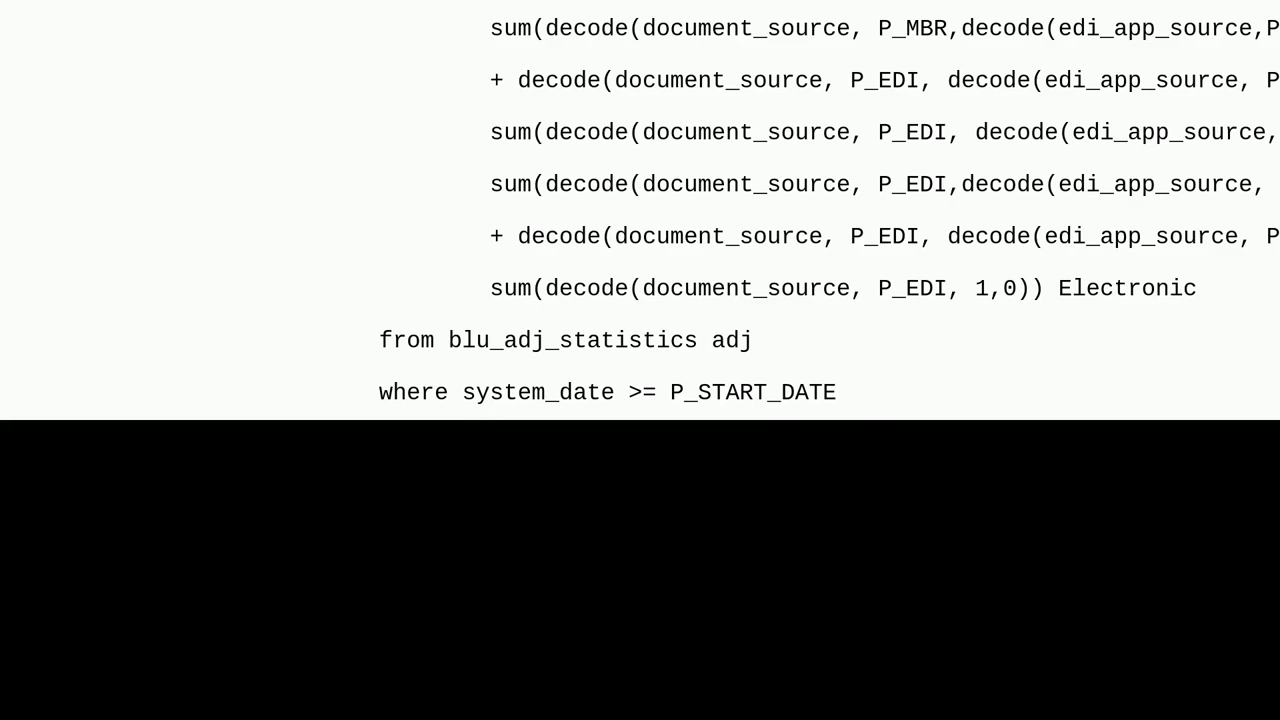 sum(decode(document_source, P_MBR,decode(edi_app_source,P
+ decode(document_source, P_EDI, decode(edi_app_source, P
sum(decode(document_source, P_EDI, decode(edi_app_source,
sum(decode(document_source, P_EDI,decode(edi_app_source,
+ decode(document_source, P_EDI, decode(edi_app_source, P
sum(decode(document_source, P_EDI, 1,0)) Electronic
from blu_adj_statistics adj
where system_date >= P_START_DATE